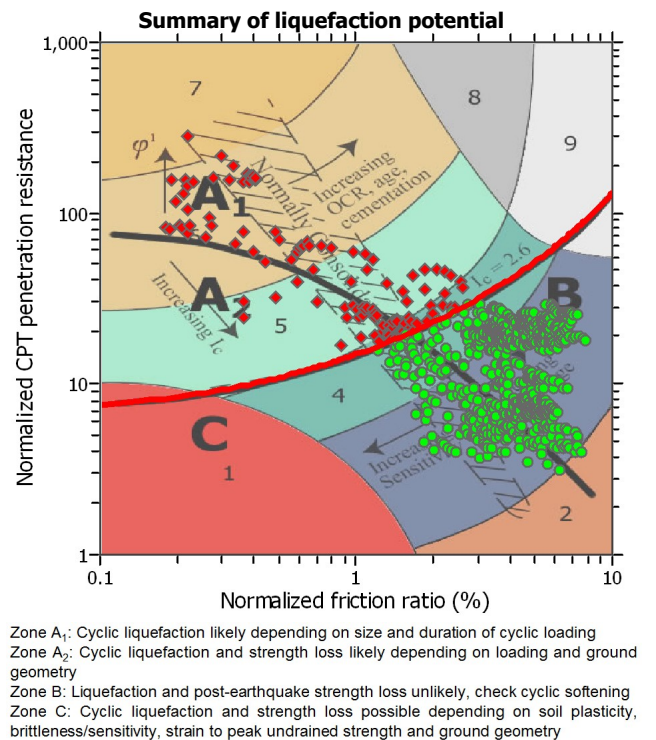 Summary of liquefaction potential
1,000
7
8
9
φ¹
A₁
Normally Consolida
Increasing
OCR, age,
cementation
100
A₂
Increasing Ic
5
Ic = 2.6
B
10
4
C
1
Increas
Sensitiv
2
1
0.1
1
10
Normalized CPT penetration resistance
Normalized friction ratio (%)
Zone A₁: Cyclic liquefaction likely depending on size and duration of cyclic loading
Zone A₂: Cyclic liquefaction and strength loss likely depending on loading and ground
geometry
Zone B: Liquefaction and post-earthquake strength loss unlikely, check cyclic softening
Zone C: Cyclic liquefaction and strength loss possible depending on soil plasticity,
brittleness/sensitivity, strain to peak undrained strength and ground geometry